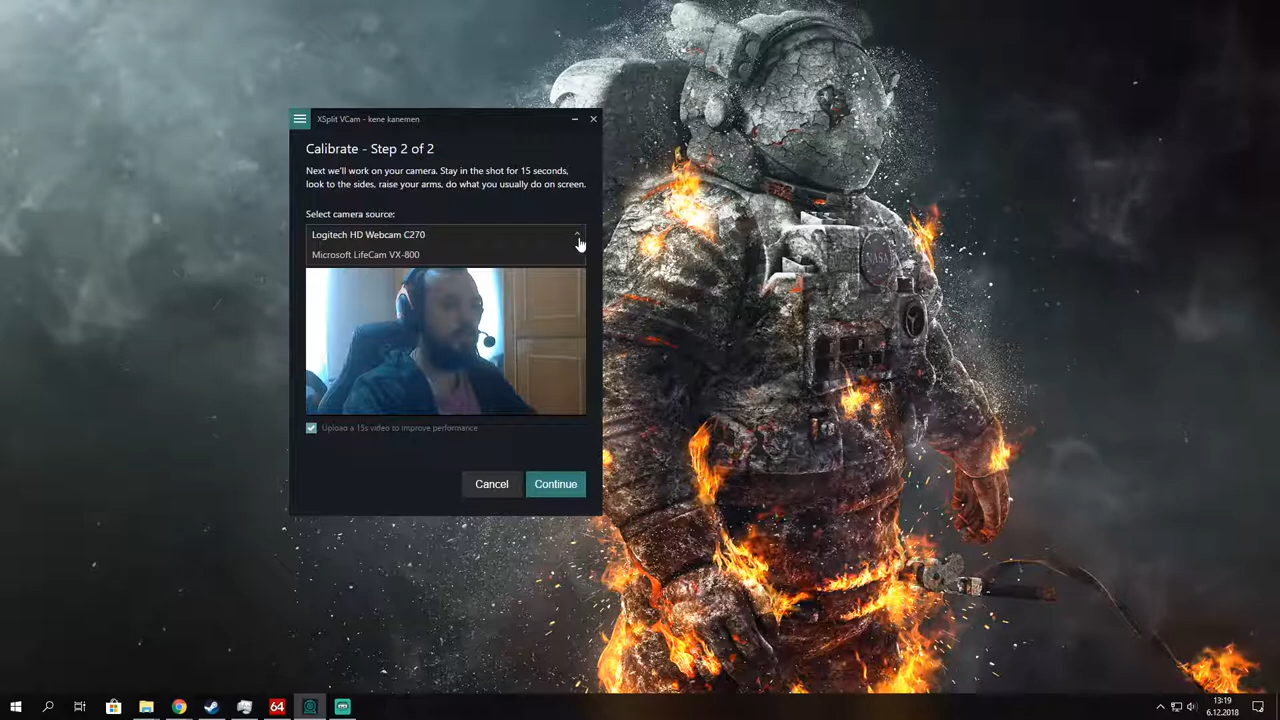 XSplit VCam - kene kanemen
Calibrate - Step 2 of 2
Next we'll work on your camera. Stay in the shot for 15 seconds,
look to the sides, raise your arms, do what you usually do on screen.
Select camera source:
Logitech HD Webcam C270
Microsoft LifeCam VX-800
Upload a 15s video to improve performance
Cancel
Continue
NASA
64
13:19
6.12.2018